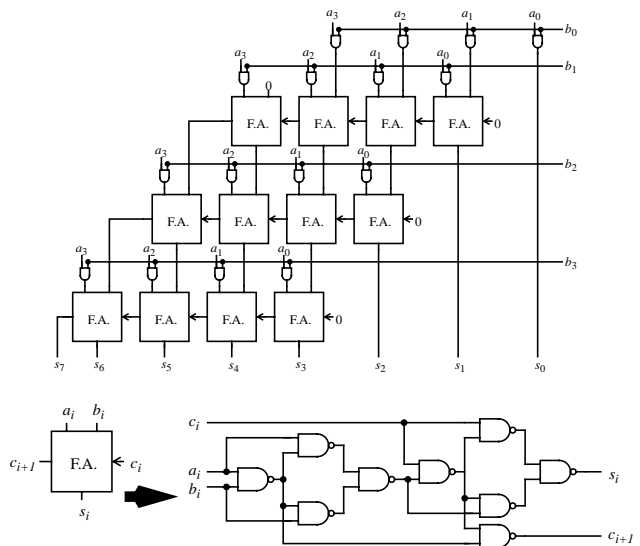 a3 a2 a1 a0
b0
a3 a2 a1 a0
b1
0
F.A. F.A. F.A. F.A. 0
a3 a2 a1 a0
b2
F.A. F.A. F.A. F.A. 0
a3 a2 a1 a0
b3
F.A. F.A. F.A. F.A. 0
s7 s6 s5 s4 s3 s2 s1 s0
ai bi
ci+1 F.A. ci
si
ci
ai
bi
si
ci+1